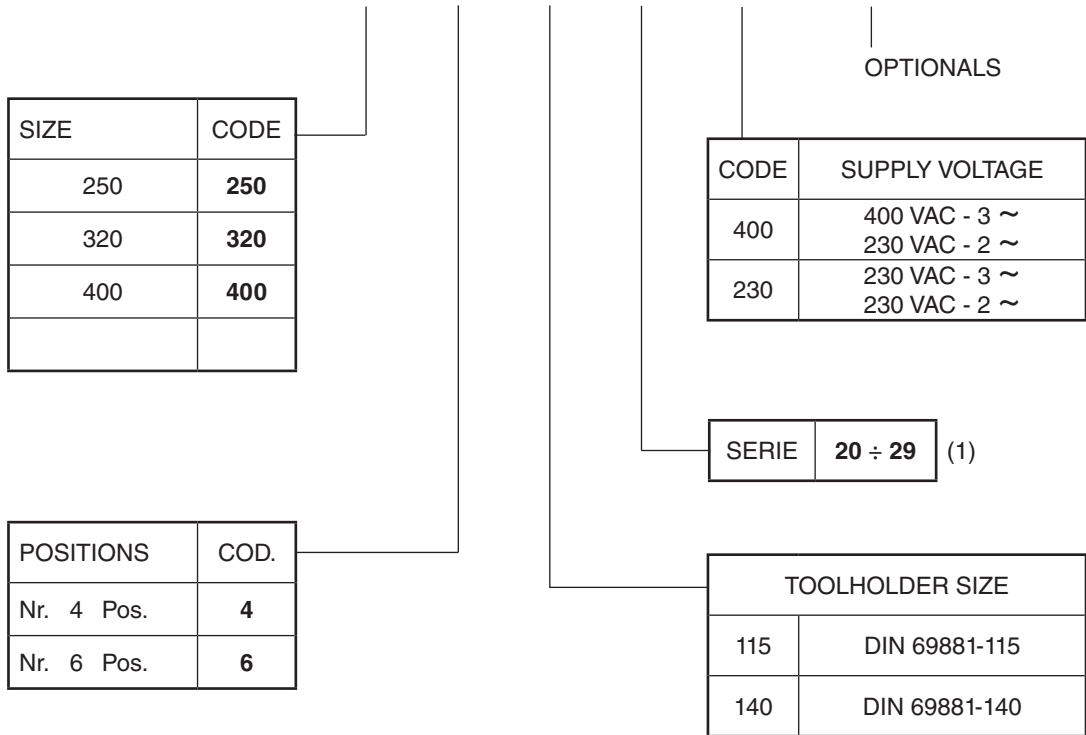 OPTIONALS
SIZE CODE
250 250
320 320
400 400
CODE SUPPLY VOLTAGE
400 400 VAC - 3 ~
230 VAC - 2 ~
230 230 VAC - 3 ~
230 VAC - 2 ~
SERIE 20 ÷ 29 (1)
POSITIONS COD.
Nr. 4 Pos. 4
Nr. 6 Pos. 6
TOOLHOLDER SIZE
115 DIN 69881-115
140 DIN 69881-140